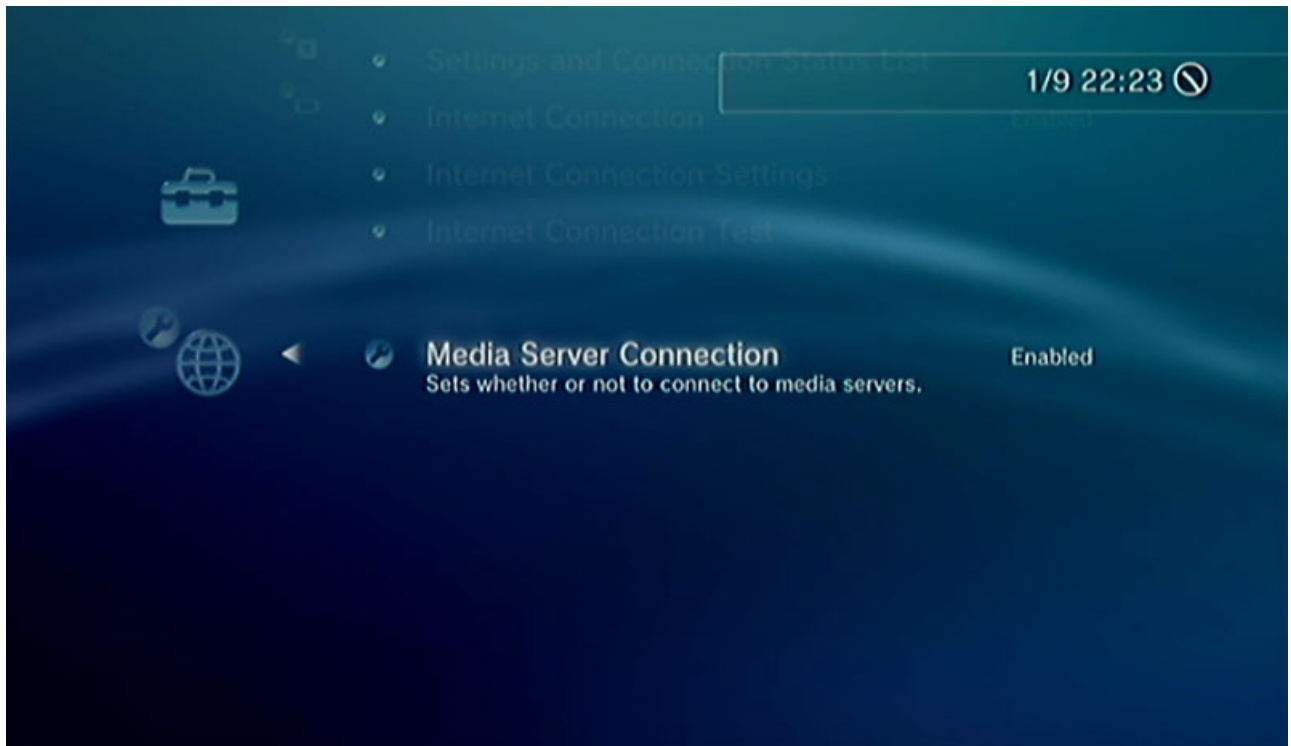 Settings and Connection Status List
1/9 22:23
Internet Connection Enabled
Internet Connection Settings
Internet Connection Test
Media Server Connection Enabled
Sets whether or not to connect to media servers.